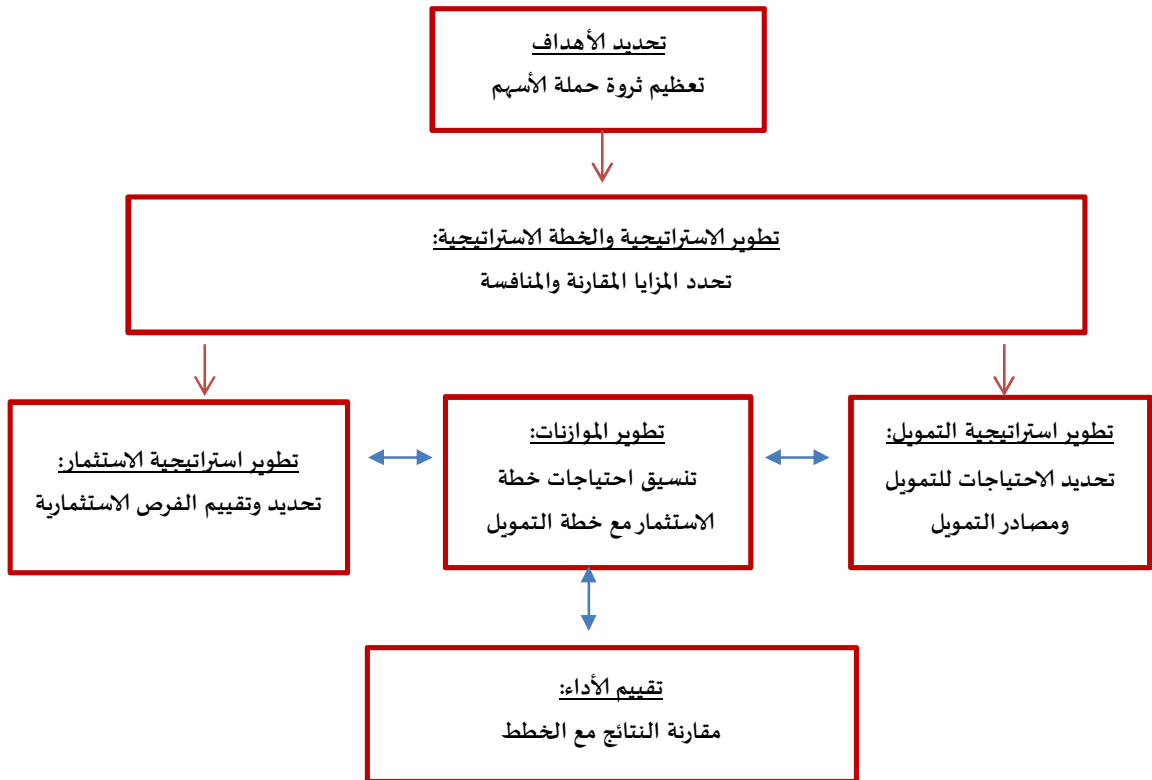 تحديد الأهداف
تعظيم ثروة حملة الأسهم
تطوير الاستراتيجية والخطة الاستراتيجية:
تحدد المزايا المقارنة والمنافسة
تطوير استراتيجية التمويل:
تحديد الاحتياجات للتمويل
ومصادر التمويل
تطوير الموازنات:
تنسيق احتياجات خطة
الاستثمار مع خطة التمويل
تطوير استراتيجية الاستثمار:
تحديد وتقييم الفرص الاستثمارية
تقييم الأداء:
مقارنة النتائج مع الخطط